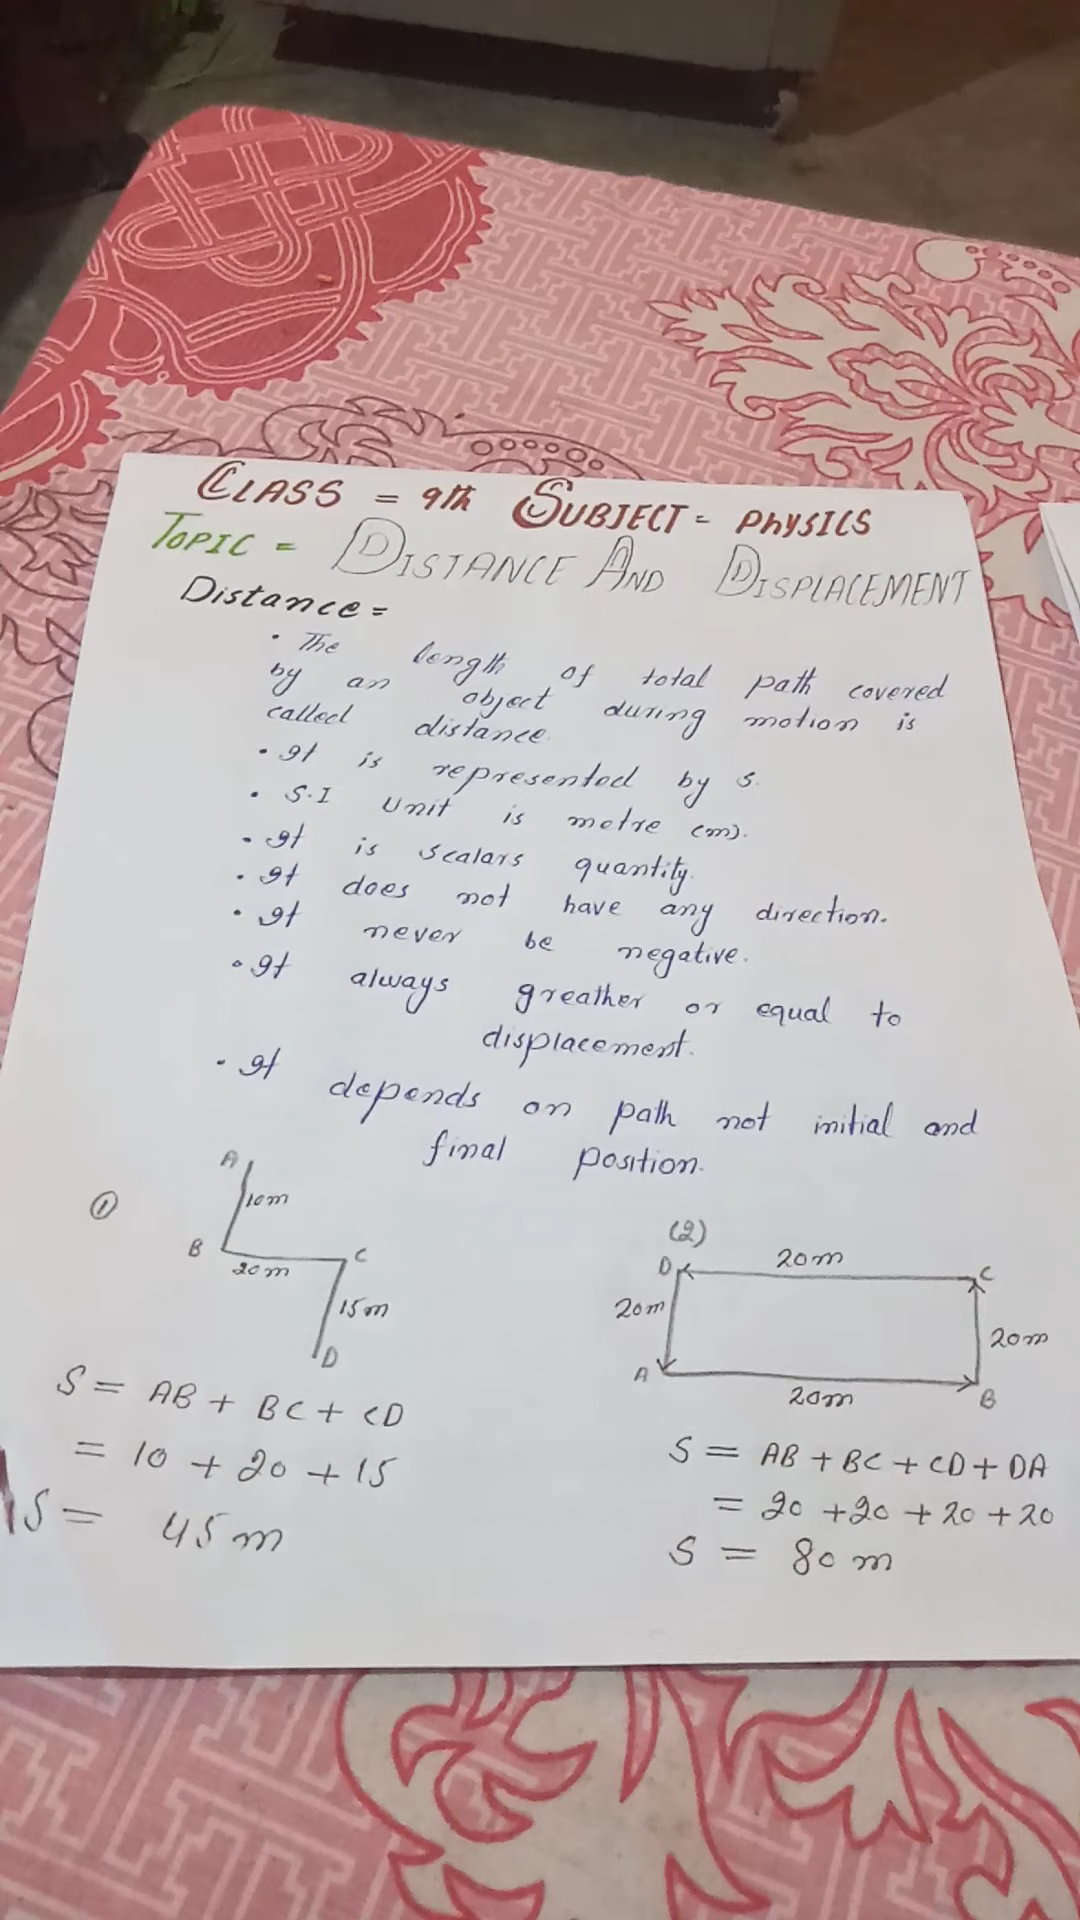 CLASS = 9th SUBJECT = PHYSICS
TOPIC = DISTANCE AND DISPLACEMENT
Distance =
• The length of total path covered
by an object during motion is
called distance.
• It is represented by s.
• S.I Unit is metre (m).
• It is scalars quantity.
• It does not have any direction.
• It never be negative.
• It always greather or equal to
displacement.
• It depends on path not initial and
final position.
①
A
10m
B
20m
C
15m
D
S = AB + BC + CD
= 10 + 20 + 15
S = 45m
(2)
D
20m
C
20m
20m
A
20m
B
S = AB + BC + CD + DA
= 20 + 20 + 20 + 20
S = 80 m